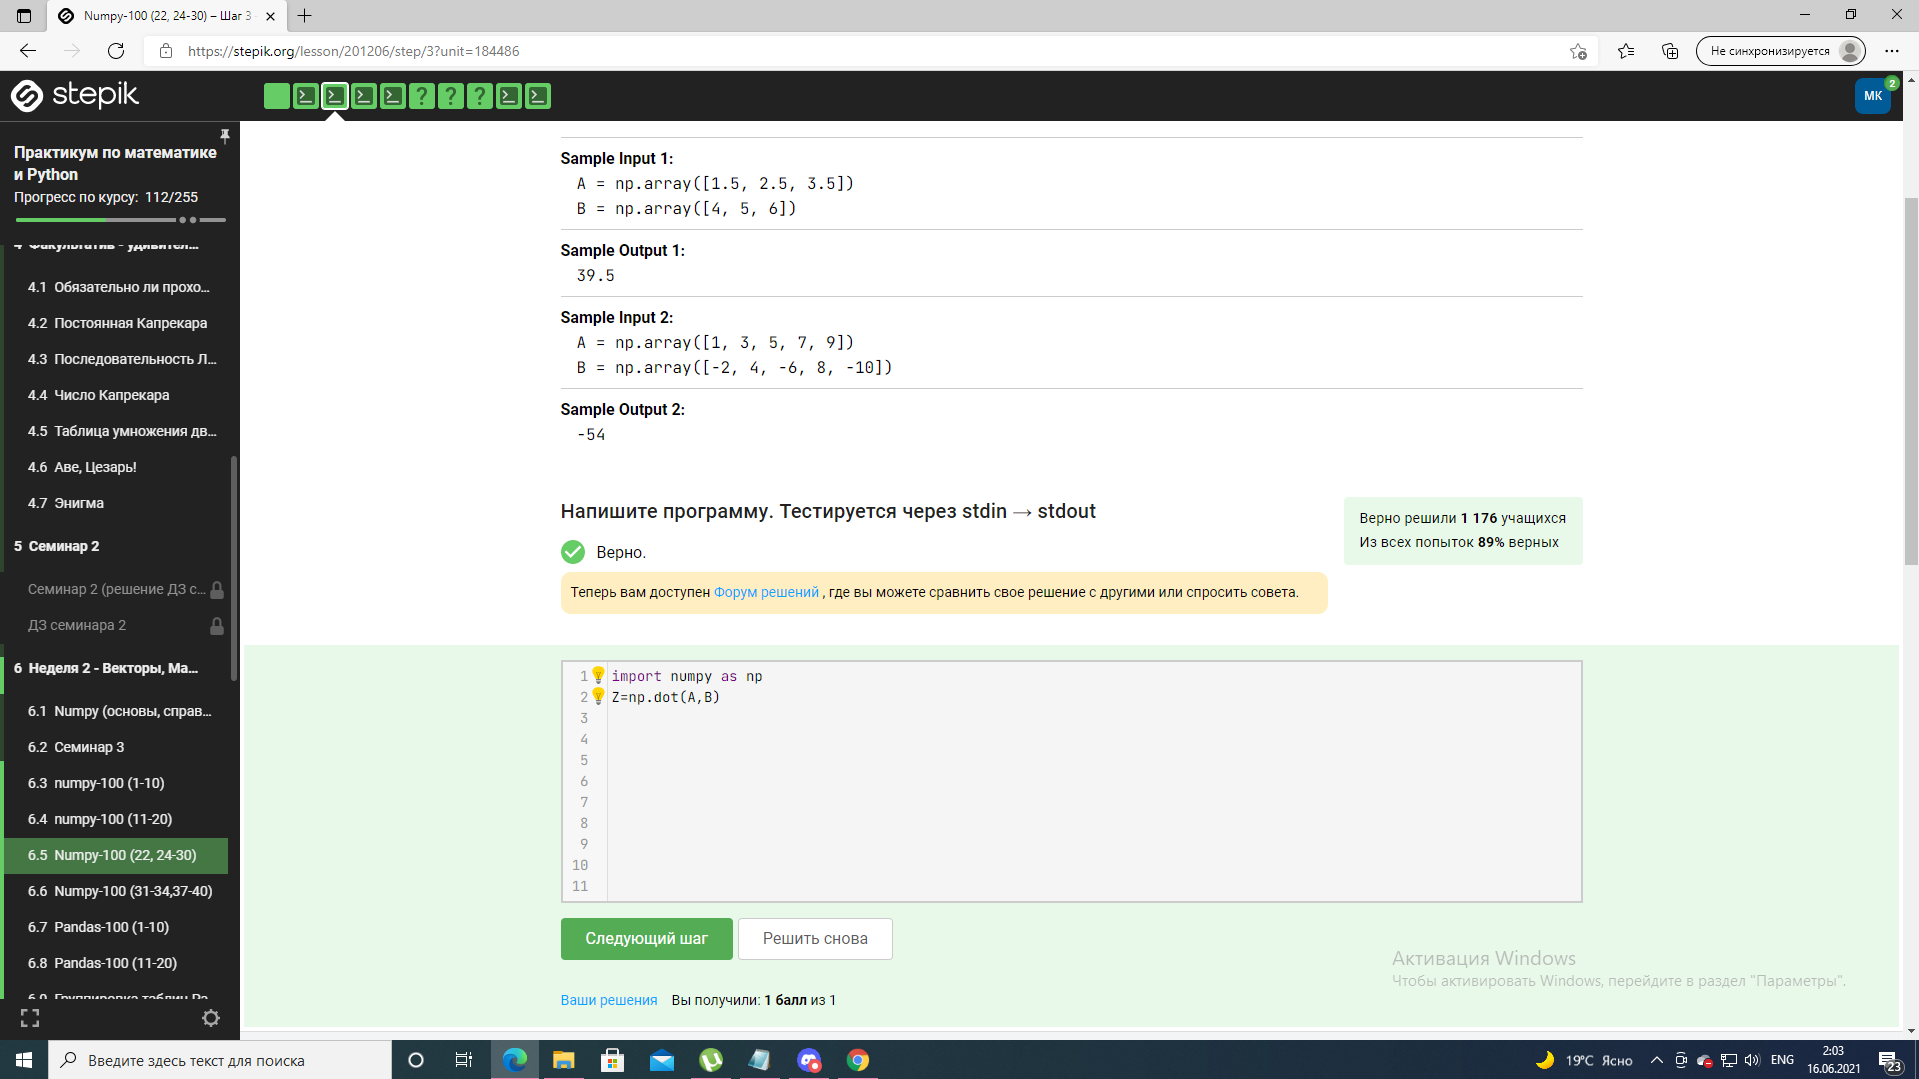 Numpy-100 (22, 24-30) – Шаг 3
https://stepik.org/lesson/201206/step/3?unit=184486
Не синхронизируется
stepik
МК
2
Практикум по математике
и Python
Прогресс по курсу: 112/255
4 Факультатив - удивител...
4.1 Обязательно ли прохо...
4.2 Постоянная Капрекара
4.3 Последовательность Л...
4.4 Число Капрекара
4.5 Таблица умножения дв...
4.6 Аве, Цезарь!
4.7 Энигма
5 Семинар 2
Семинар 2 (решение ДЗ с...
ДЗ семинара 2
6 Неделя 2 - Векторы, Ма...
6.1 Numpy (основы, справ...
6.2 Семинар 3
6.3 numpy-100 (1-10)
6.4 numpy-100 (11-20)
6.5 Numpy-100 (22, 24-30)
6.6 Numpy-100 (31-34,37-40)
6.7 Pandas-100 (1-10)
6.8 Pandas-100 (11-20)
6.9 Группировка таблиц Pa...
Sample Input 1:
A = np.array([1.5, 2.5, 3.5])
B = np.array([4, 5, 6])
Sample Output 1:
39.5
Sample Input 2:
A = np.array([1, 3, 5, 7, 9])
B = np.array([-2, 4, -6, 8, -10])
Sample Output 2:
-54
Напишите программу. Тестируется через stdin → stdout
Верно решили 1 176 учащихся
Из всех попыток 89% верных
Верно.
Теперь вам доступен Форум решений , где вы можете сравнить свое решение с другими или спросить совета.
1 import numpy as np
2 Z=np.dot(A,B)
3
4
5
6
7
8
9
10
11
Следующий шаг
Решить снова
Ваши решения Вы получили: 1 балл из 1
Активация Windows
Чтобы активировать Windows, перейдите в раздел "Параметры".
Введите здесь текст для поиска
19°C Ясно
ENG
2:03
16.06.2021
23